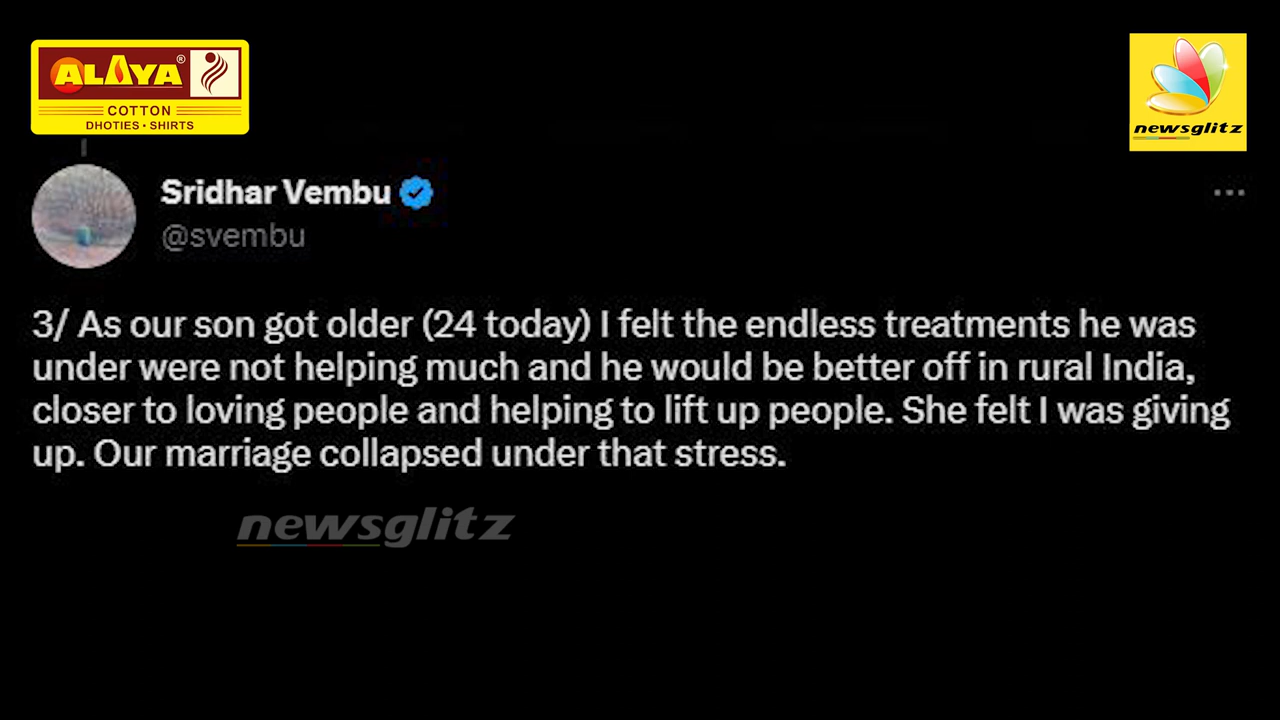 ALAYA®
COTTON
DHOTIES • SHIRTS
newsglitz
Sridhar Vembu
@svembu
3/ As our son got older (24 today) I felt the endless treatments he was
under were not helping much and he would be better off in rural India,
closer to loving people and helping to lift up people. She felt I was giving
up. Our marriage collapsed under that stress.
newsglitz